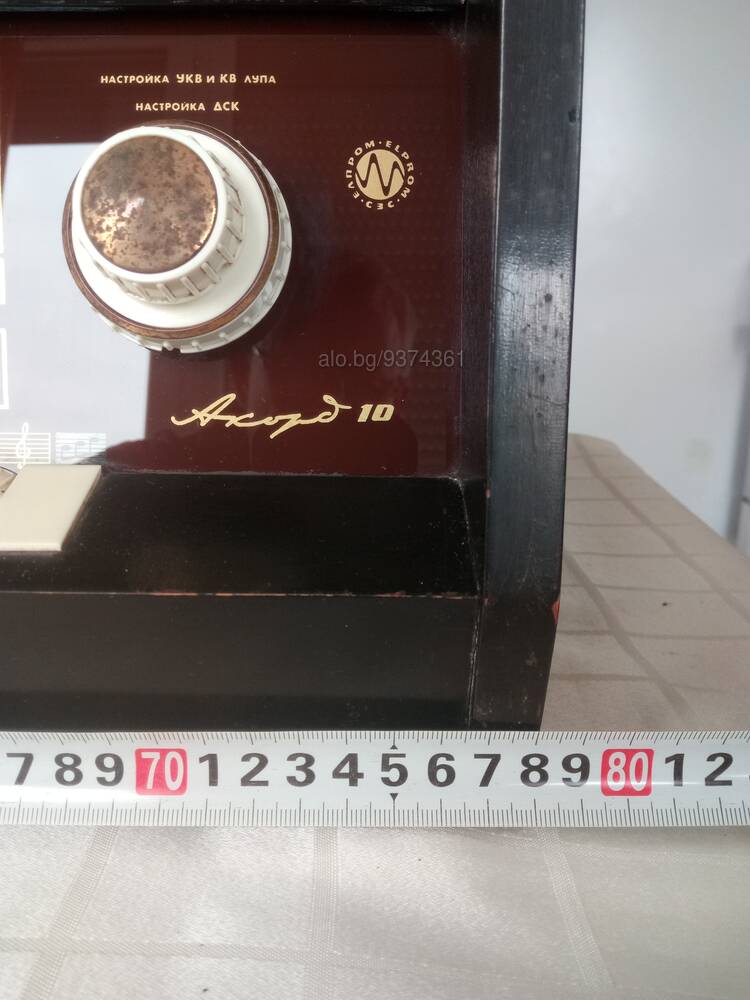 НАСТРОЙКА УКВ И КВ ЛУПА
НАСТРОЙКА ДСК
ЕЛПРОМ · ELPROM · ЗЕС ·
alo.bg/9374361
Акорд 10
7 8 9 70 1 2 3 4 5 6 7 8 9 80 1 2